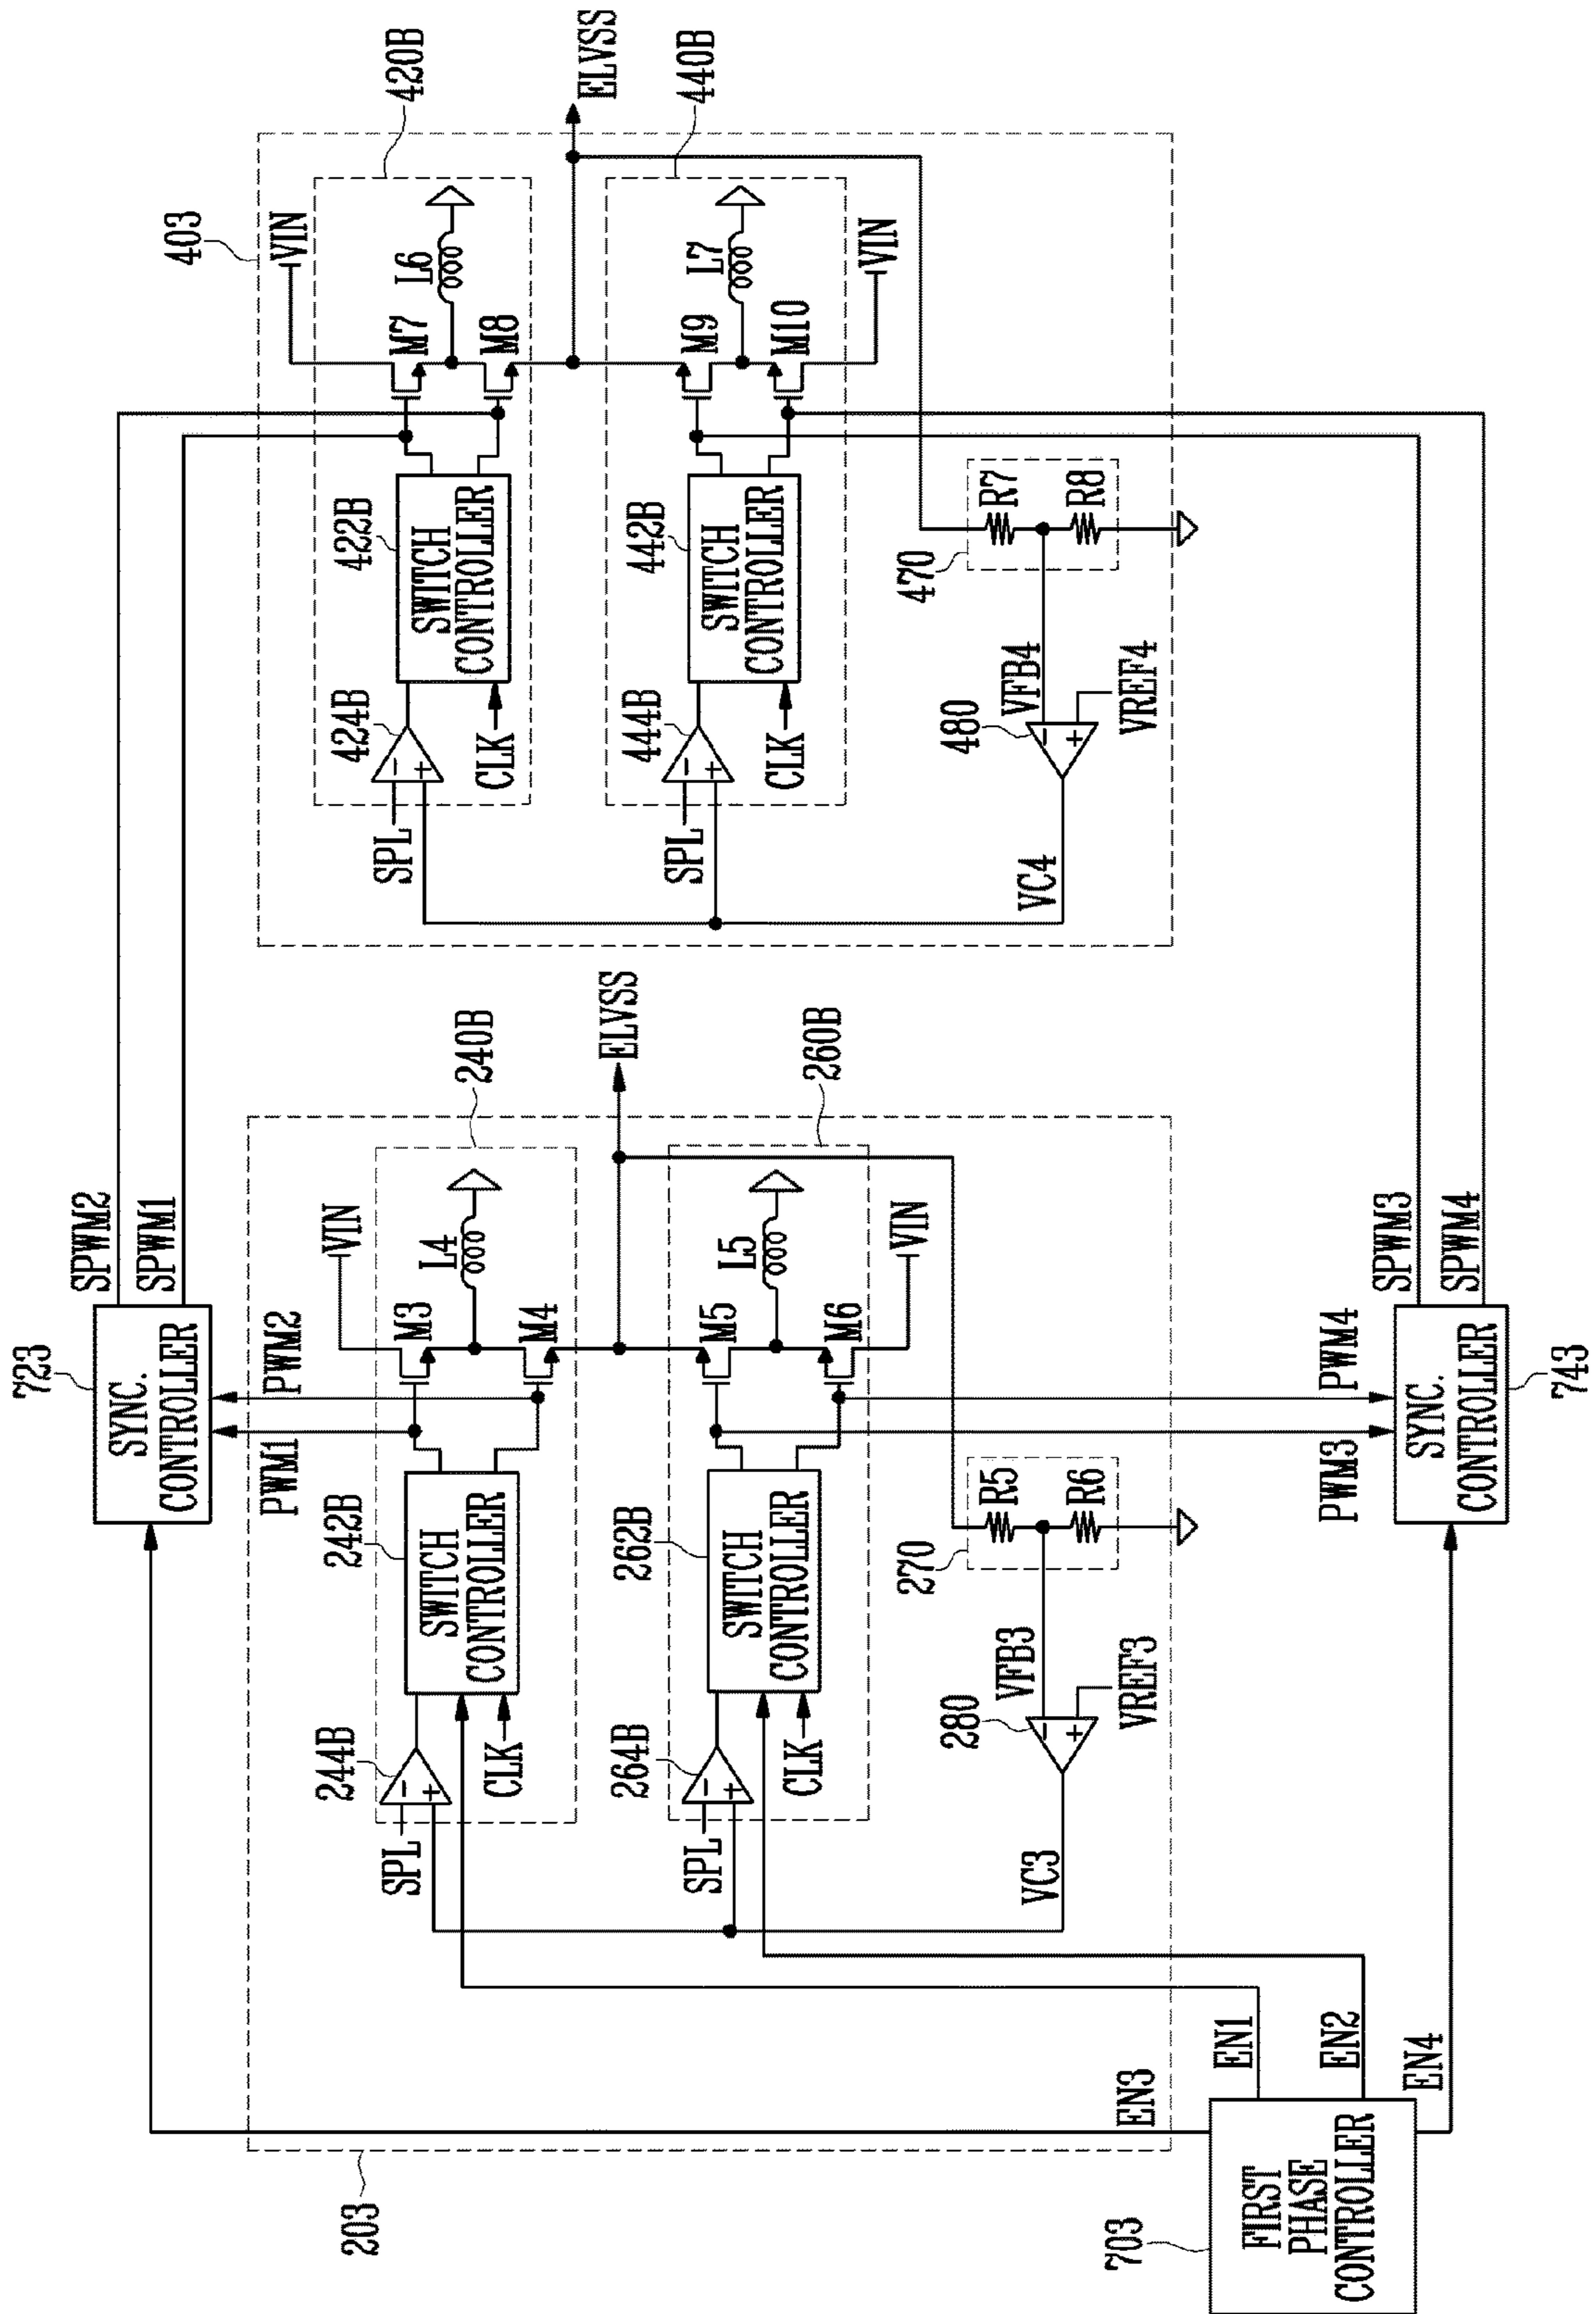 723
SYNC.
CONTROLLER
SPWM2
SPWM1
PWM1
PWM2
203
240B
VIN
244B
242B
SWITCH
CONTROLLER
M3
L4
M4
SPL
CLK
ELVSS
260B
264B
262B
SWITCH
CONTROLLER
M5
L5
M6
VIN
SPL
CLK
270
R5
R6
280
VFB3
VREF3
VC3
703
FIRST
PHASE
CONTROLLER
EN3
EN1
EN2
EN4
PWM3
PWM4
SYNC.
CONTROLLER
743
SPWM3
SPWM4
403
VIN
420B
424B
422B
SWITCH
CONTROLLER
M7
L6
M8
SPL
CLK
ELVSS
440B
444B
442B
SWITCH
CONTROLLER
M9
L7
M10
VIN
SPL
CLK
470
R7
R8
480
VFB4
VREF4
VC4